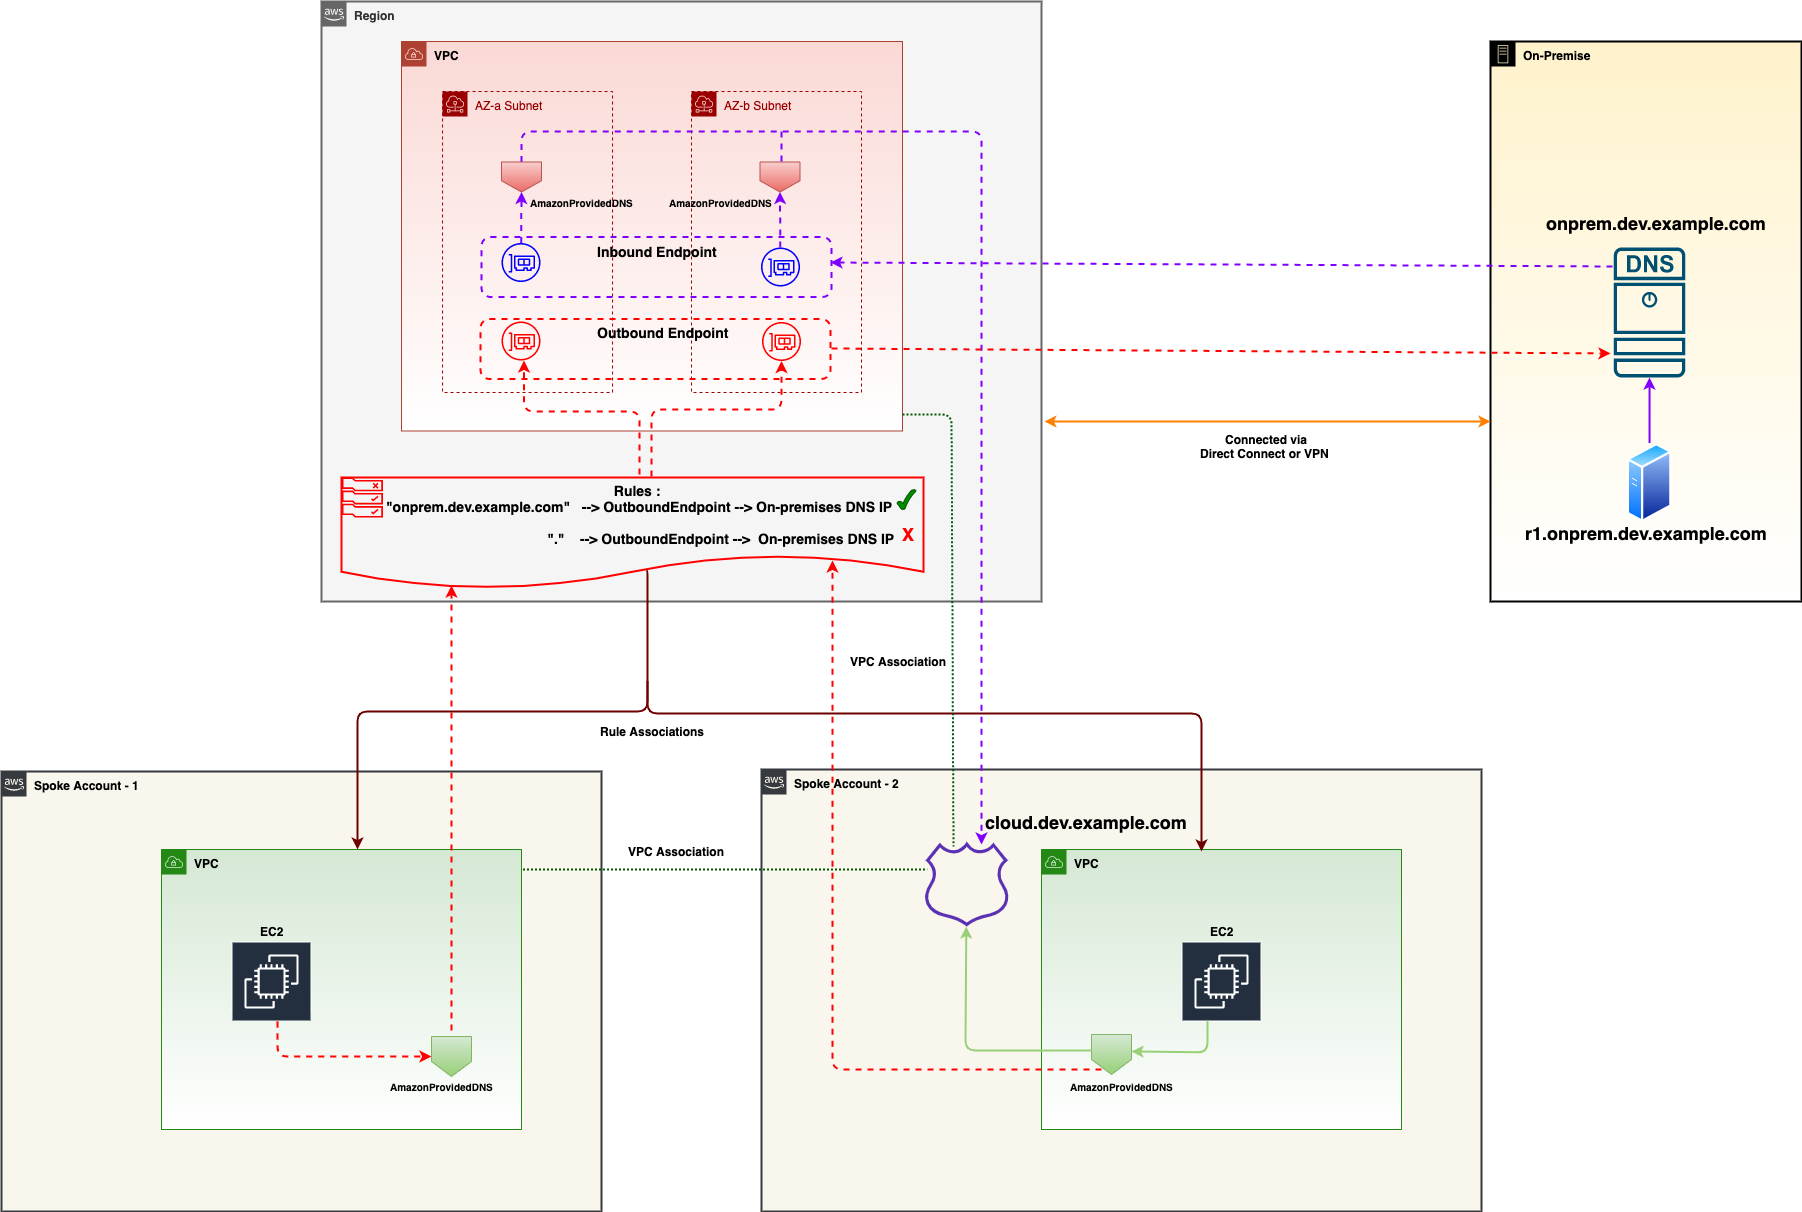 aws
Region
VPC
AZ-a Subnet
AZ-b Subnet
AmazonProvidedDNS
AmazonProvidedDNS
Inbound Endpoint
Outbound Endpoint
On-Premise
onprem.dev.example.com
DNS
r1.onprem.dev.example.com
Connected via
Direct Connect or VPN
Rules :
"onprem.dev.example.com" --> OutboundEndpoint --> On-premises DNS IP ✓
"." --> OutboundEndpoint --> On-premises DNS IP X
VPC Association
Rule Associations
aws
Spoke Account - 1
VPC
EC2
AmazonProvidedDNS
VPC Association
aws
Spoke Account - 2
cloud.dev.example.com
VPC
EC2
AmazonProvidedDNS